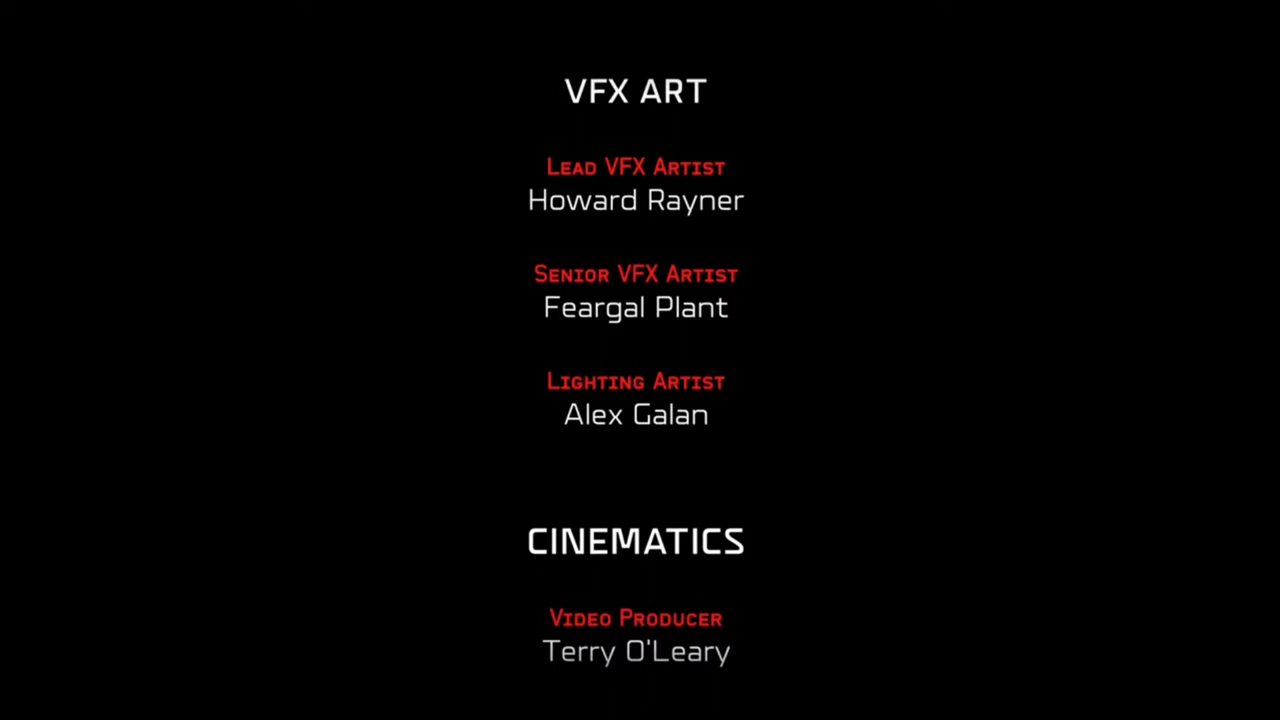 VFX ART
Lead VFX Artist
Howard Rayner
Senior VFX Artist
Feargal Plant
Lighting Artist
Alex Galan
CINEMATICS
Video Producer
Terry O'Leary